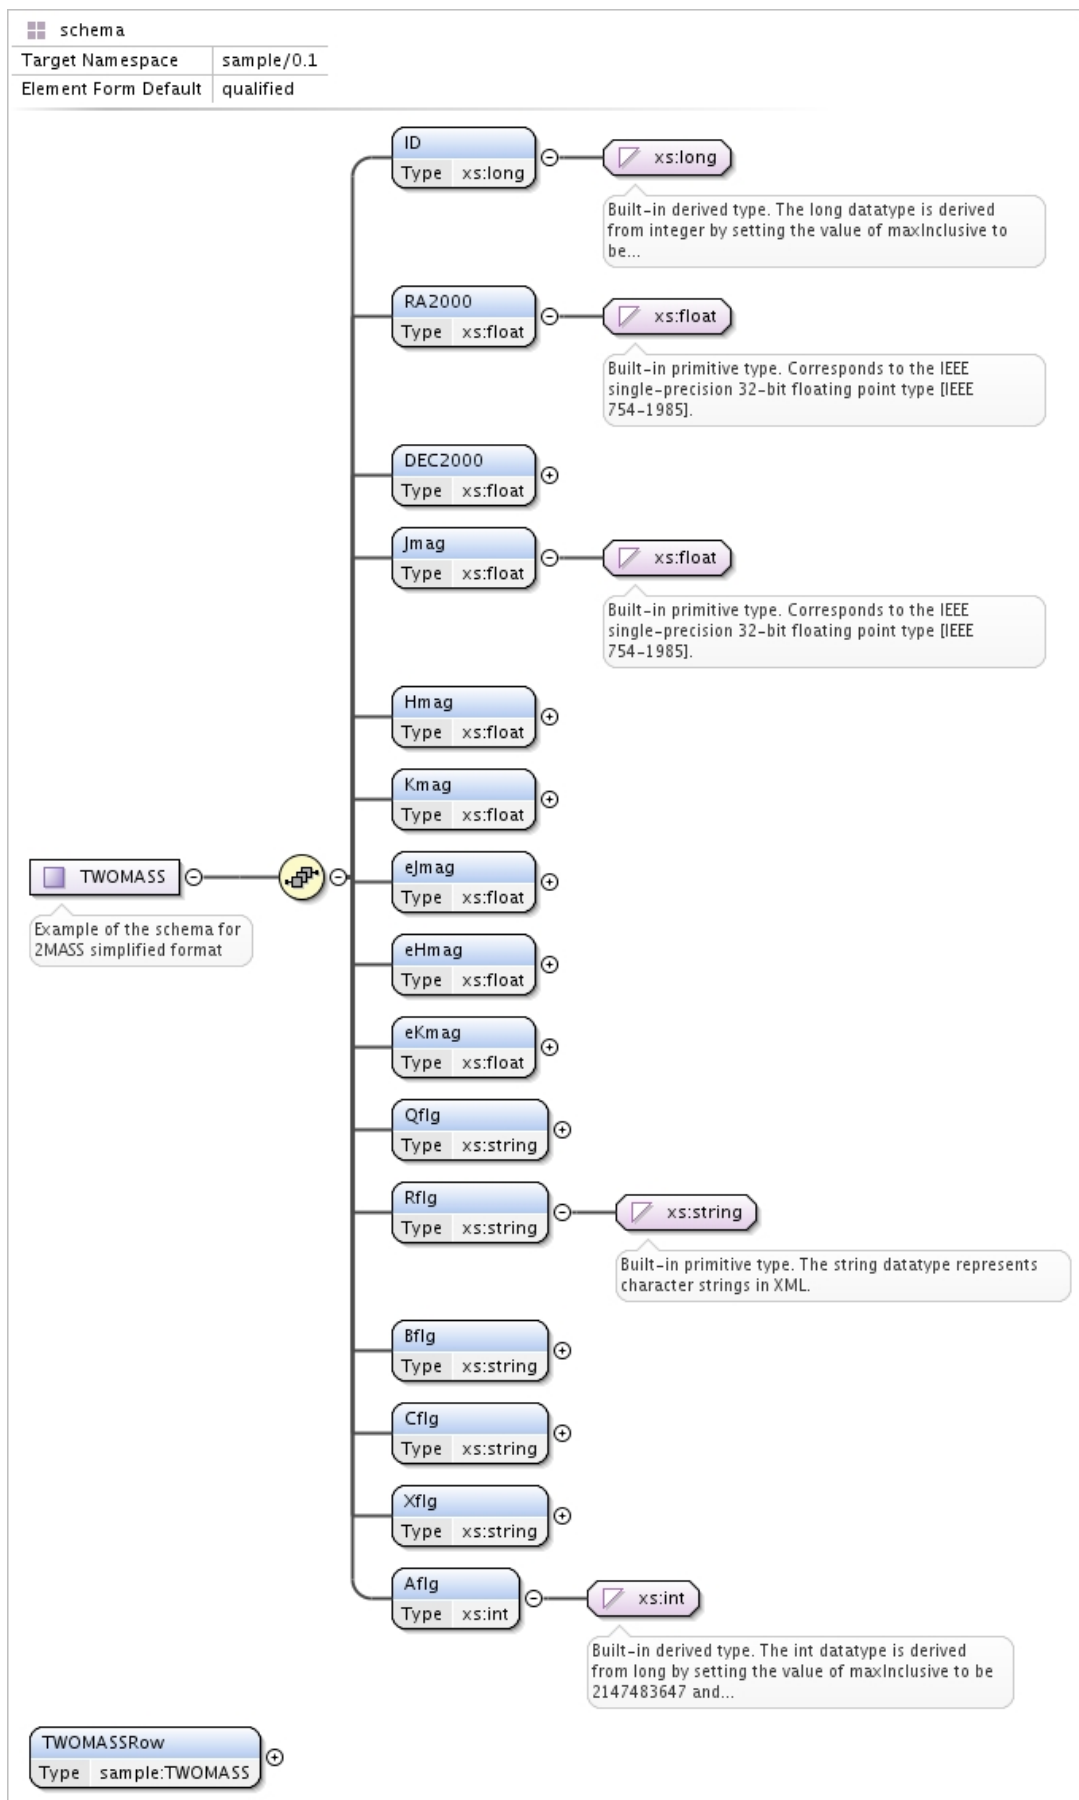 schema
Target Namespace sample/0.1
Element Form Default qualified
ID
Type xs:long
xs:long
Built-in derived type. The long datatype is derived
from integer by setting the value of maxInclusive to
be...
RA2000
Type xs:float
xs:float
Built-in primitive type. Corresponds to the IEEE
single-precision 32-bit floating point type [IEEE
754-1985].
DEC2000
Type xs:float
Jmag
Type xs:float
xs:float
Built-in primitive type. Corresponds to the IEEE
single-precision 32-bit floating point type [IEEE
754-1985].
Hmag
Type xs:float
Kmag
Type xs:float
TWOMASS
Example of the schema for
2MASS simplified format
eJmag
Type xs:float
eHmag
Type xs:float
eKmag
Type xs:float
Qflg
Type xs:string
Rflg
Type xs:string
xs:string
Built-in primitive type. The string datatype represents
character strings in XML.
Bflg
Type xs:string
Cflg
Type xs:string
Xflg
Type xs:string
Aflg
Type xs:int
xs:int
Built-in derived type. The int datatype is derived
from long by setting the value of maxInclusive to be
2147483647 and...
TWOMASSRow
Type sample:TWOMASS